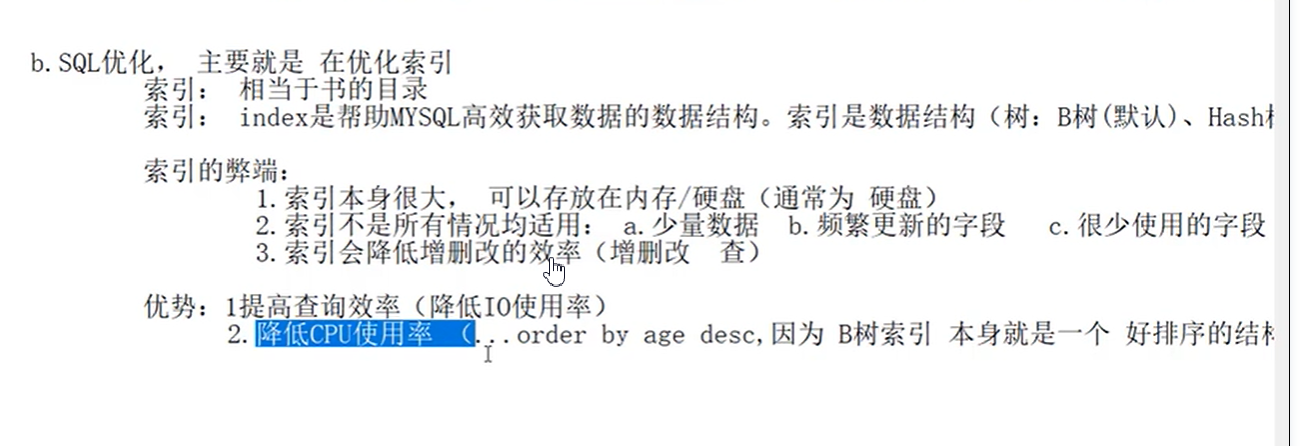 b.SQL优化， 主要就是 在优化索引
索引： 相当于书的目录
索引： index是帮助MYSQL高效获取数据的数据结构。索引是数据结构（树：B树(默认)、Hash
索引的弊端：
1.索引本身很大， 可以存放在内存/硬盘（通常为 硬盘）
2.索引不是所有情况均适用： a.少量数据 b.频繁更新的字段 c.很少使用的字段
3.索引会降低增删改的效率（增删改 查）
优势：1提高查询效率（降低IO使用率）
2.降低CPU使用率 （...order by age desc,因为 B树索引 本身就是一个 好排序的结